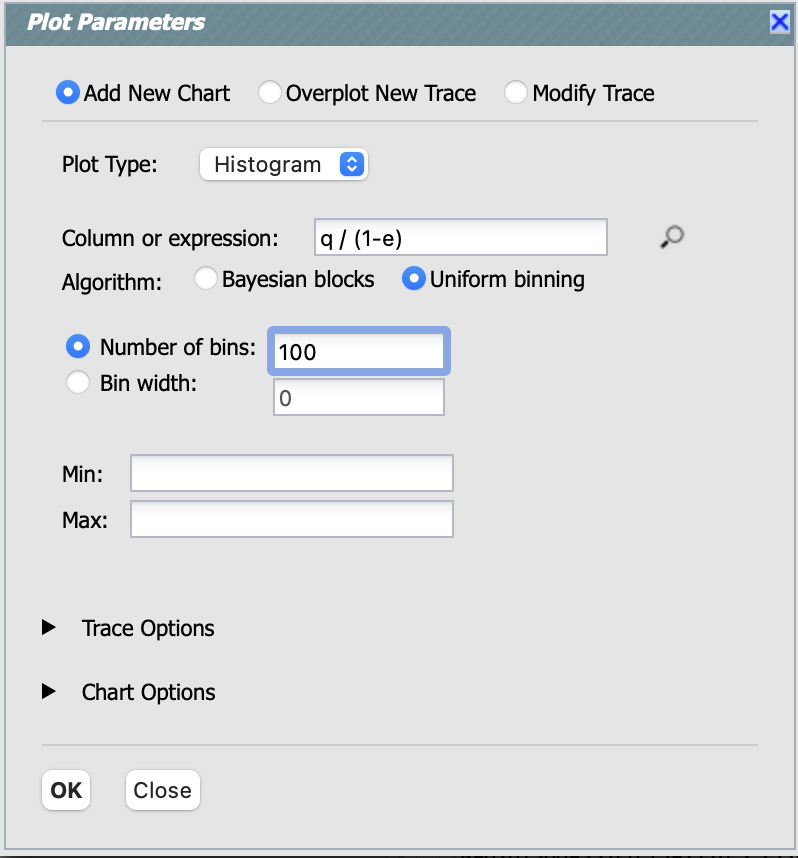 Plot Parameters
Add New Chart Overplot New Trace Modify Trace
Plot Type: Histogram
Column or expression: q / (1-e)
Algorithm: Bayesian blocks Uniform binning
Number of bins: 100
Bin width: 0
Min:
Max:
Trace Options
Chart Options
OK Close